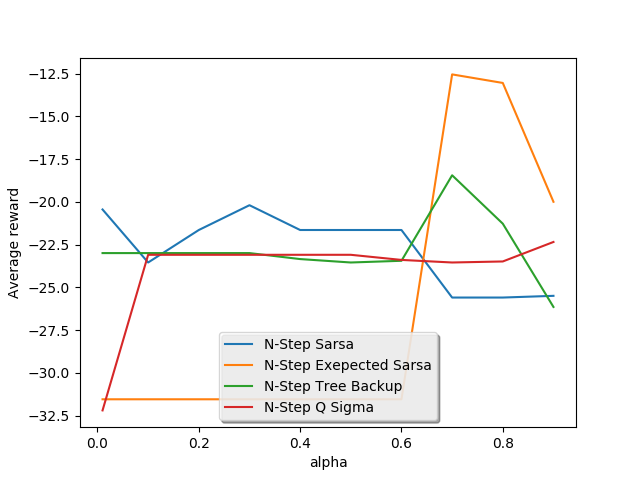 Average reward
−12.5
−15.0
−17.5
−20.0
−22.5
−25.0
−27.5
−30.0
−32.5
N-Step Sarsa
N-Step Exepected Sarsa
N-Step Tree Backup
N-Step Q Sigma
0.0 0.2 0.4 0.6 0.8
alpha